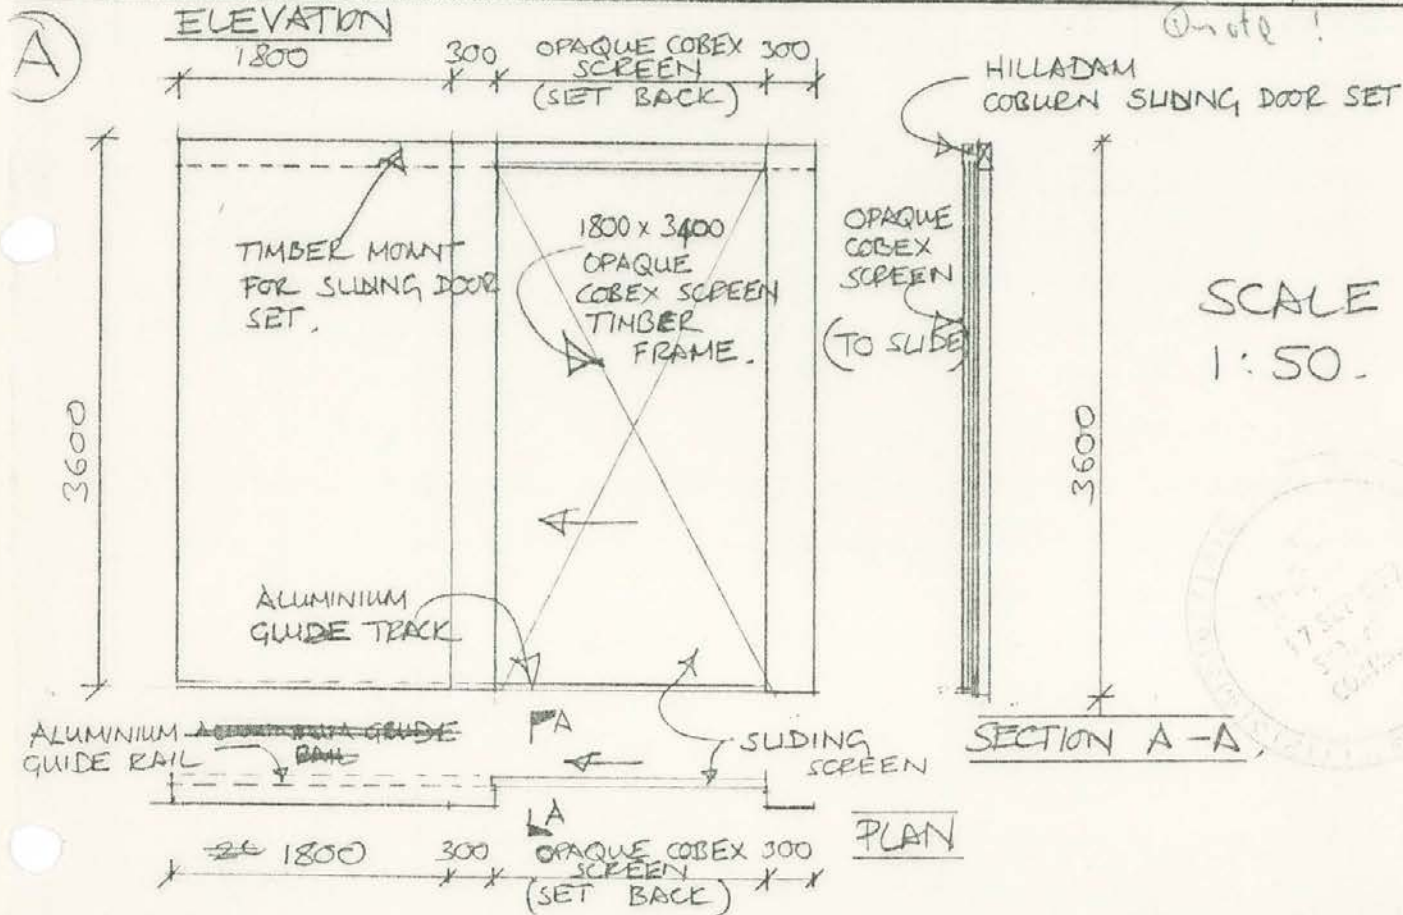 A
ELEVATION
Quote !
1800
300
OPAQUE COBEX
SCREEN
(SET BACK)
300
HILLADAM
COBURN SLIDING DOOR SET
3600
TIMBER MOUNT
FOR SLIDING DOOR
SET.
1800 x 3400
OPAQUE
COBEX SCREEN
TIMBER
FRAME.
OPAQUE
COBEX
SCREEN
(TO SLIDE)
SCALE
1:50.
3600
ALUMINIUM
GUIDE TRACK
ALUMINIUM
GUIDE RAIL
A
SLIDING
SCREEN
SECTION A-A.
A
PLAN
1800
300
OPAQUE COBEX
SCREEN
(SET BACK)
300